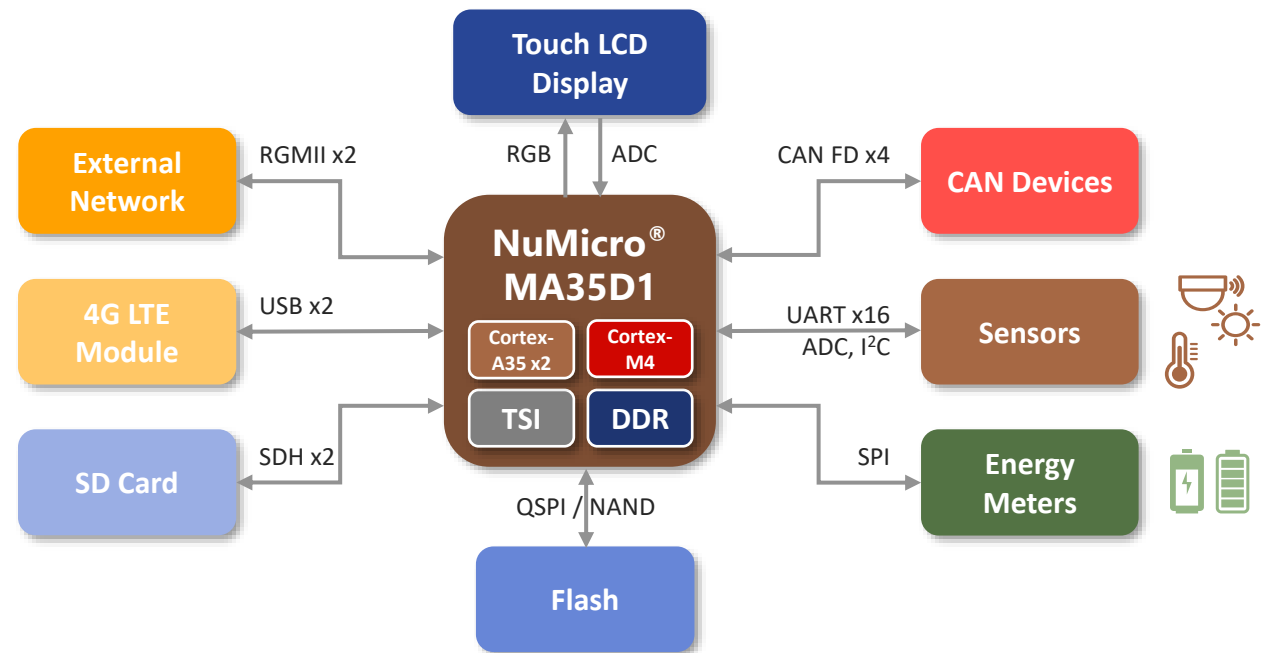 Touch LCD
Display
External
Network
RGMII x2
RGB
ADC
CAN FD x4
CAN Devices
NuMicro®
MA35D1
4G LTE
Module
USB x2
Cortex-
A35 x2
Cortex-
M4
TSI
DDR
UART x16
ADC, I²C
Sensors
SD Card
SDH x2
QSPI / NAND
SPI
Energy
Meters
Flash